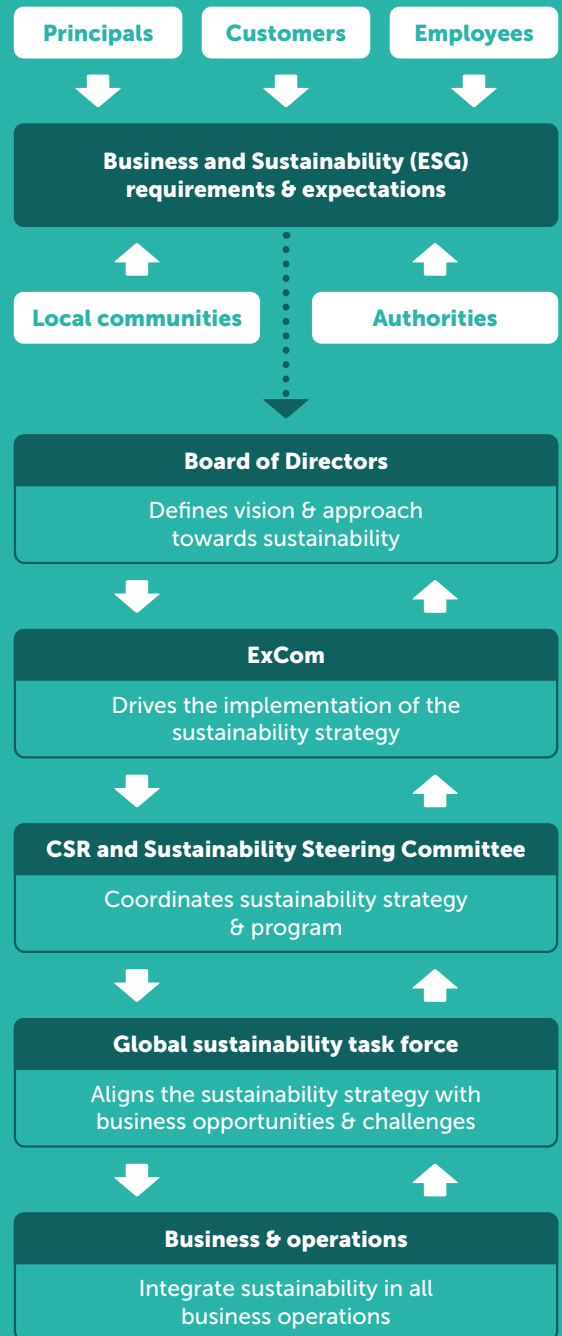 Principals
Customers
Employees
Business and Sustainability (ESG)
requirements & expectations
Local communities
Authorities
Board of Directors
Defines vision & approach
towards sustainability
ExCom
Drives the implementation of the
sustainability strategy
CSR and Sustainability Steering Committee
Coordinates sustainability strategy
& program
Global sustainability task force
Aligns the sustainability strategy with
business opportunities & challenges
Business & operations
Integrate sustainability in all
business operations